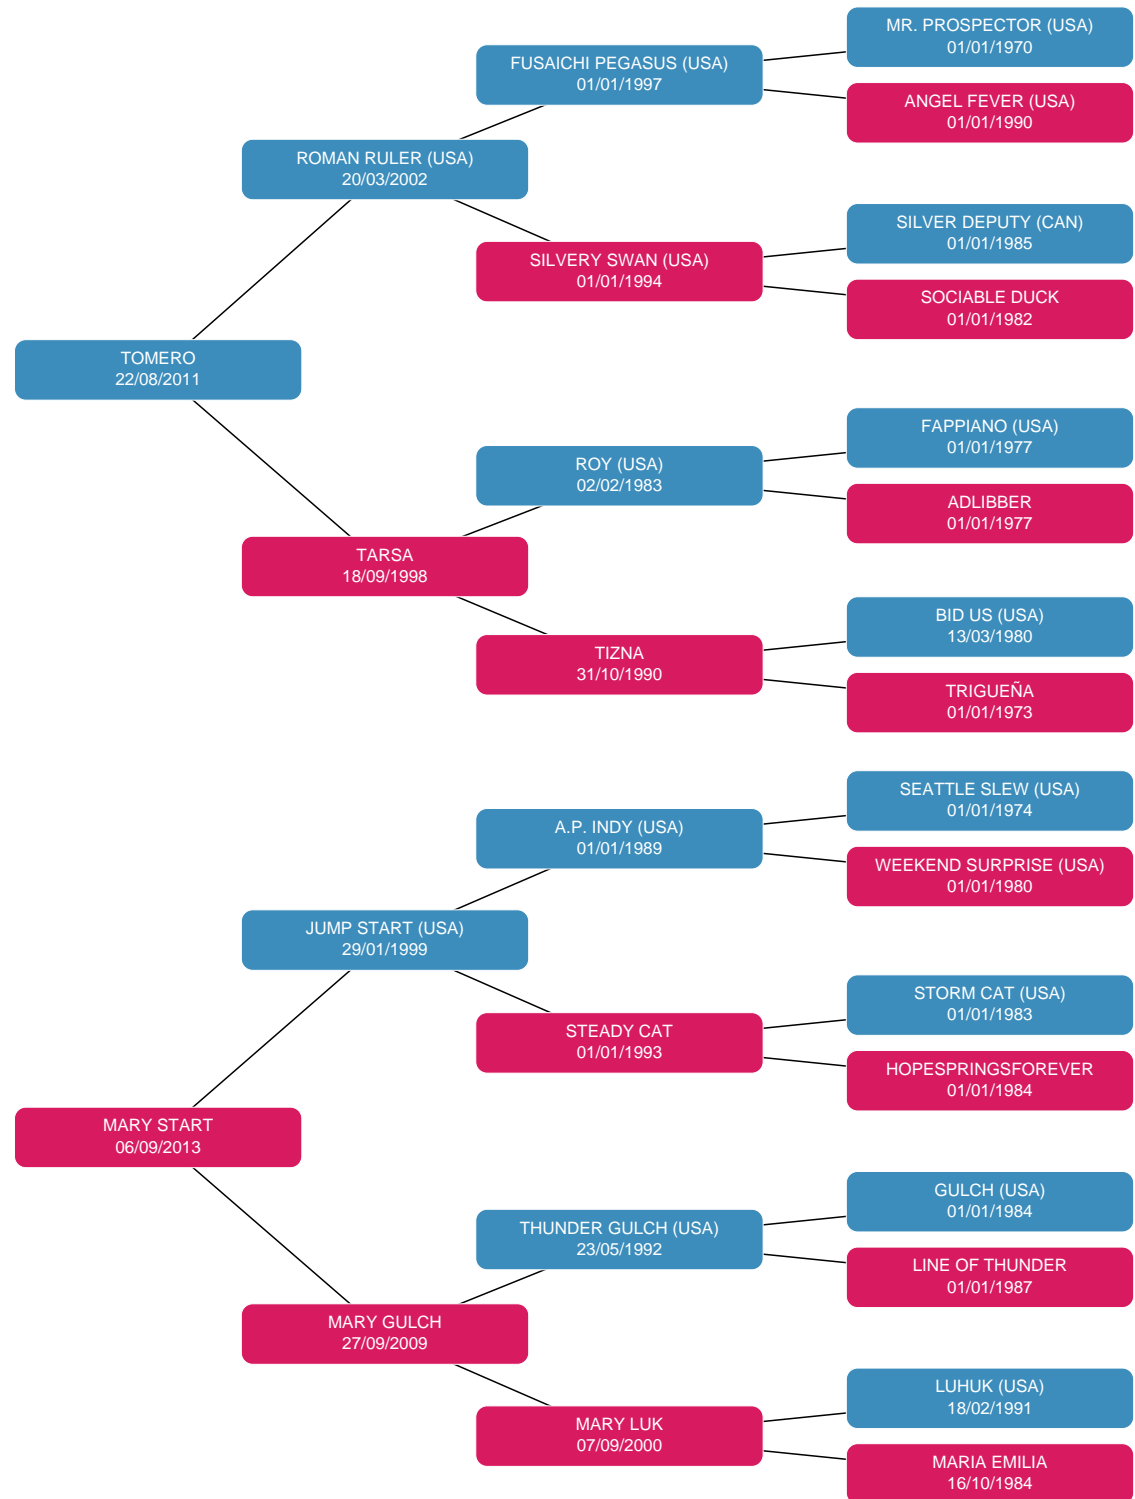 MR. PROSPECTOR (USA)
01/01/1970
FUSAICHI PEGASUS (USA)
01/01/1997
ANGEL FEVER (USA)
01/01/1990
ROMAN RULER (USA)
20/03/2002
SILVER DEPUTY (CAN)
01/01/1985
SILVERY SWAN (USA)
01/01/1994
SOCIABLE DUCK
01/01/1982
TOMERO
22/08/2011
FAPPIANO (USA)
01/01/1977
ROY (USA)
02/02/1983
ADLIBBER
01/01/1977
TARSA
18/09/1998
BID US (USA)
13/03/1980
TIZNA
31/10/1990
TRIGUEÑA
01/01/1973
SEATTLE SLEW (USA)
01/01/1974
A.P. INDY (USA)
01/01/1989
WEEKEND SURPRISE (USA)
01/01/1980
JUMP START (USA)
29/01/1999
STORM CAT (USA)
01/01/1983
STEADY CAT
01/01/1993
HOPESPRINGSFOREVER
01/01/1984
MARY START
06/09/2013
GULCH (USA)
01/01/1984
THUNDER GULCH (USA)
23/05/1992
LINE OF THUNDER
01/01/1987
MARY GULCH
27/09/2009
LUHUK (USA)
18/02/1991
MARY LUK
07/09/2000
MARIA EMILIA
16/10/1984